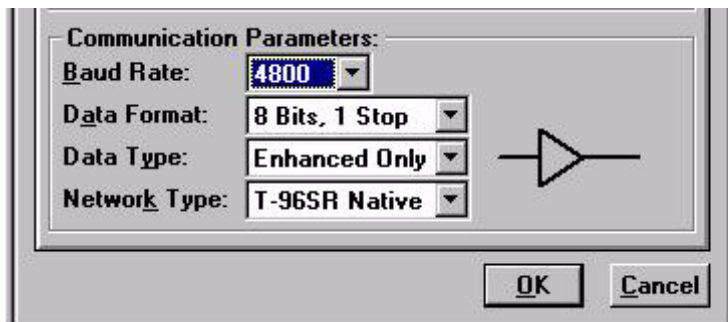 Communication Parameters:
Baud Rate: 4800
Data Format: 8 Bits, 1 Stop
Data Type: Enhanced Only
Network Type: T-96SR Native
OK Cancel